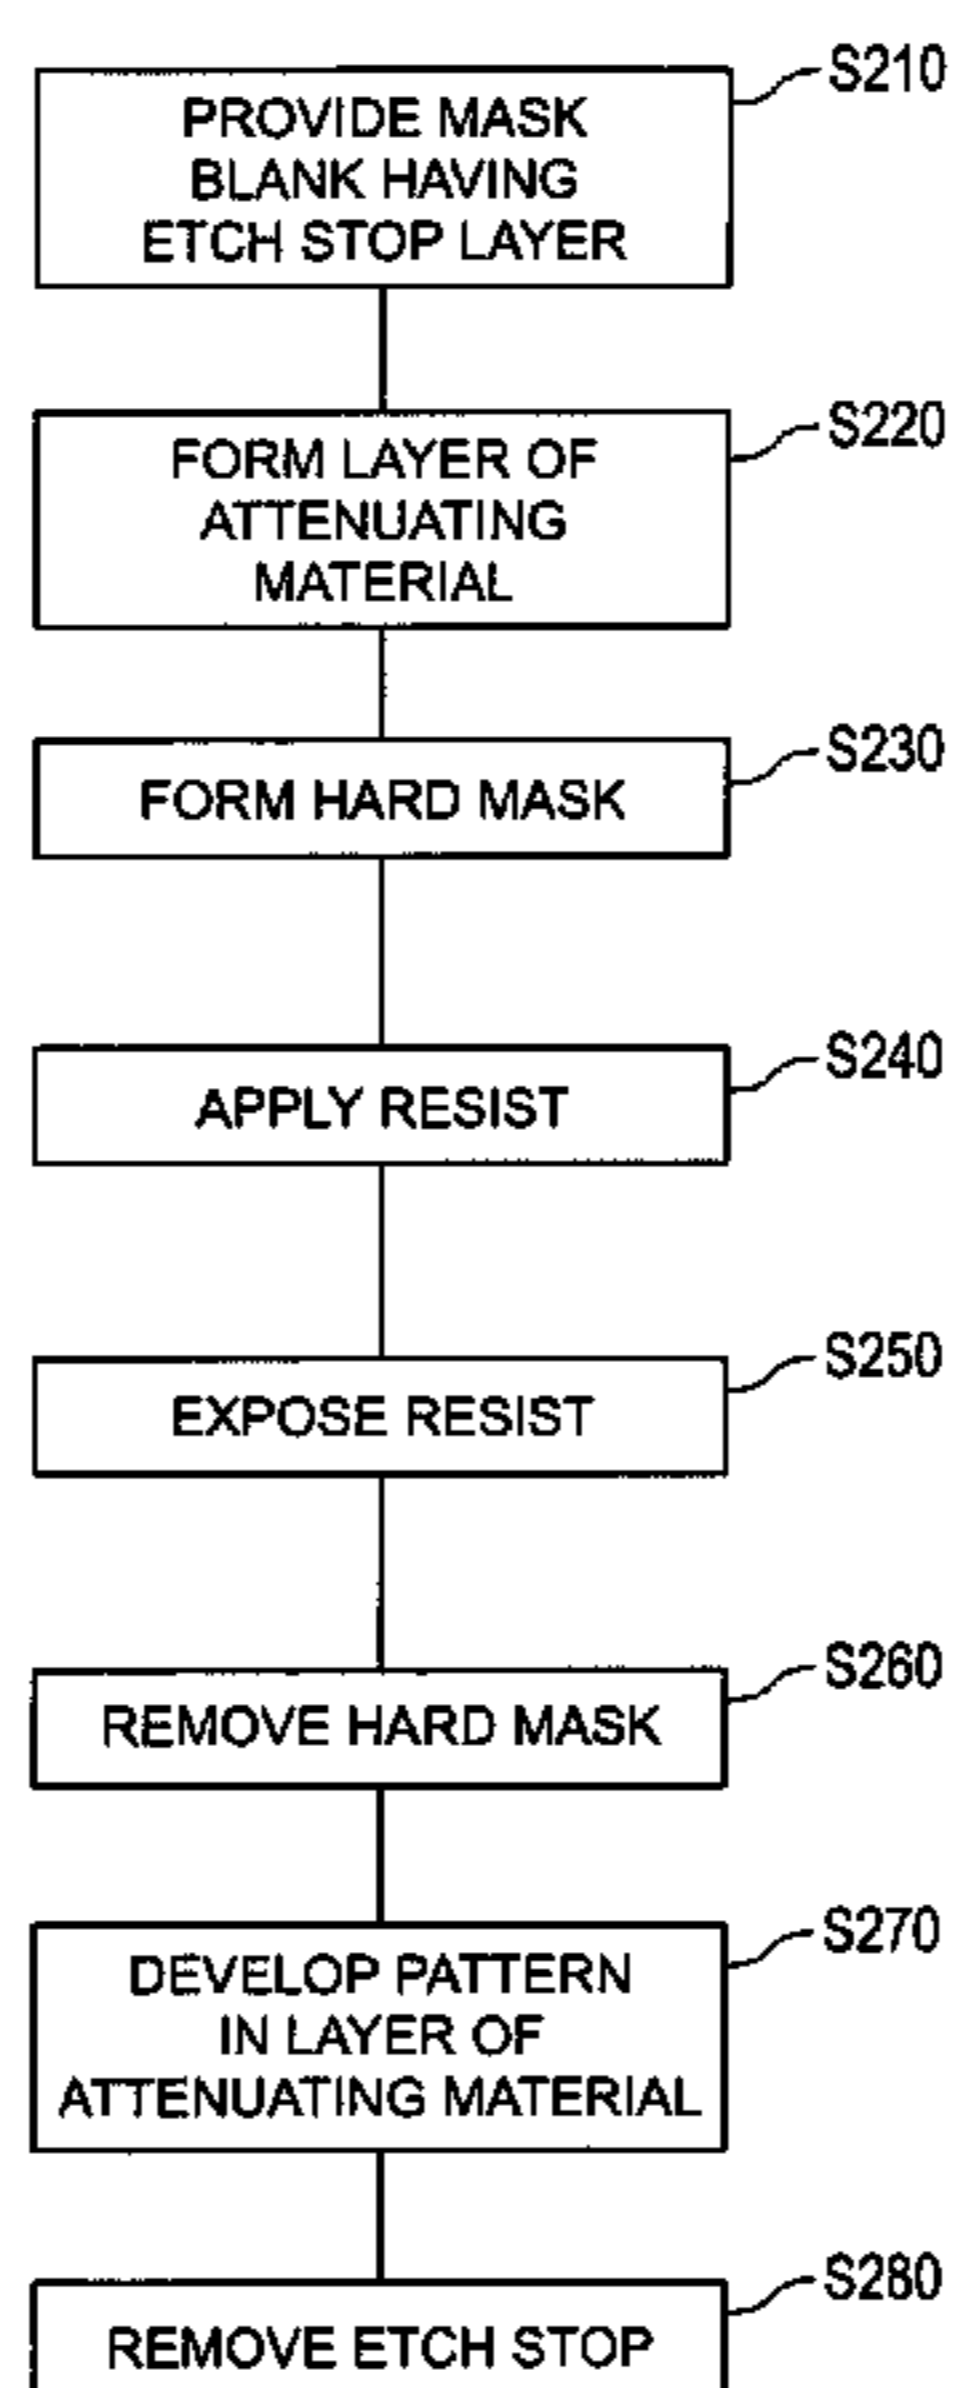 S210
PROVIDE MASK
BLANK HAVING
ETCH STOP LAYER
S220
FORM LAYER OF
ATTENUATING
MATERIAL
S230
FORM HARD MASK
S240
APPLY RESIST
S250
EXPOSE RESIST
S260
REMOVE HARD MASK
S270
DEVELOP PATTERN
IN LAYER OF
ATTENUATING MATERIAL
S280
REMOVE ETCH STOP